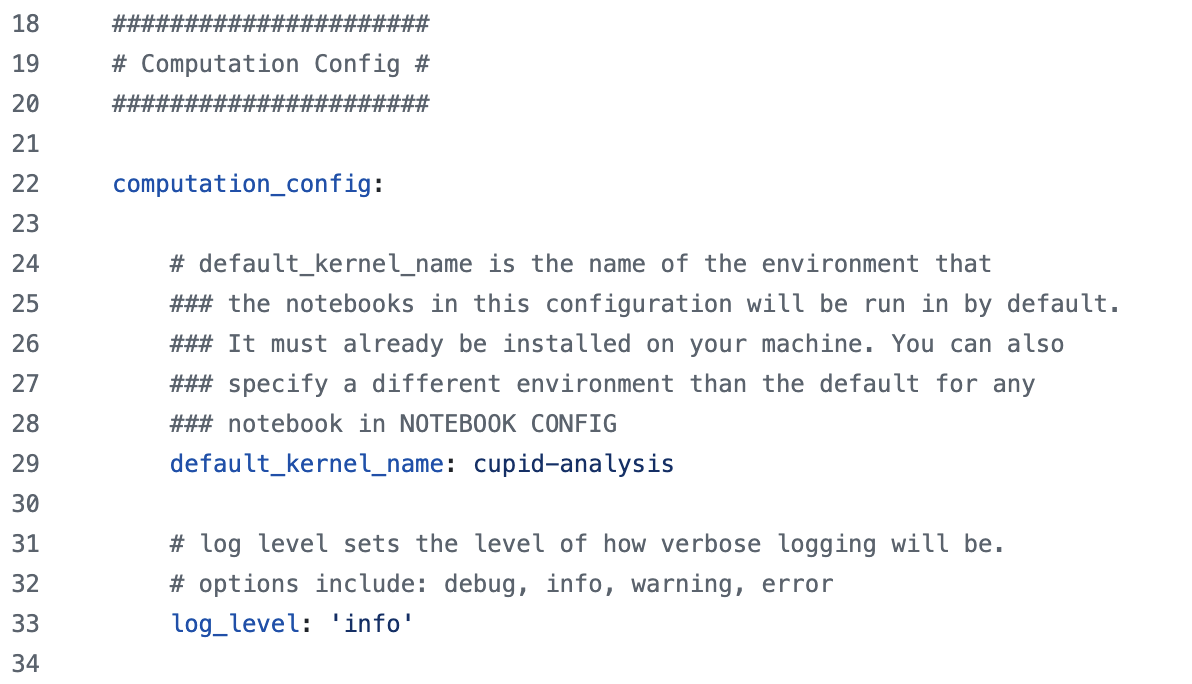 18 ######################
19 # Computation Config #
20 ######################
21
22 computation_config:
23
24 # default_kernel_name is the name of the environment that
25 ### the notebooks in this configuration will be run in by default.
26 ### It must already be installed on your machine. You can also
27 ### specify a different environment than the default for any
28 ### notebook in NOTEBOOK CONFIG
29 default_kernel_name: cupid-analysis
30
31 # log level sets the level of how verbose logging will be.
32 # options include: debug, info, warning, error
33 log_level: 'info'
34